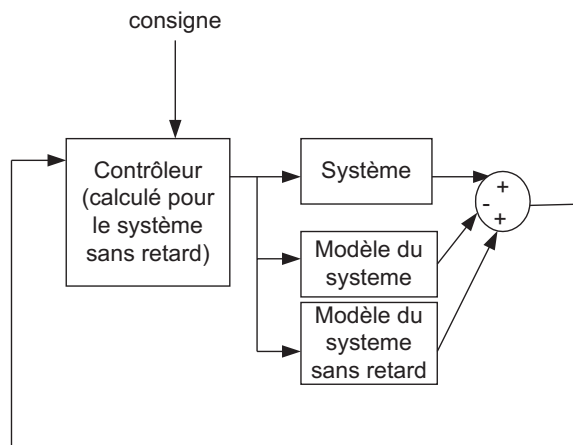 consigne
Contrôleur
(calculé pour
le système
sans retard)
Système
Modèle du
systeme
Modèle du
systeme
sans retard
+
-
+